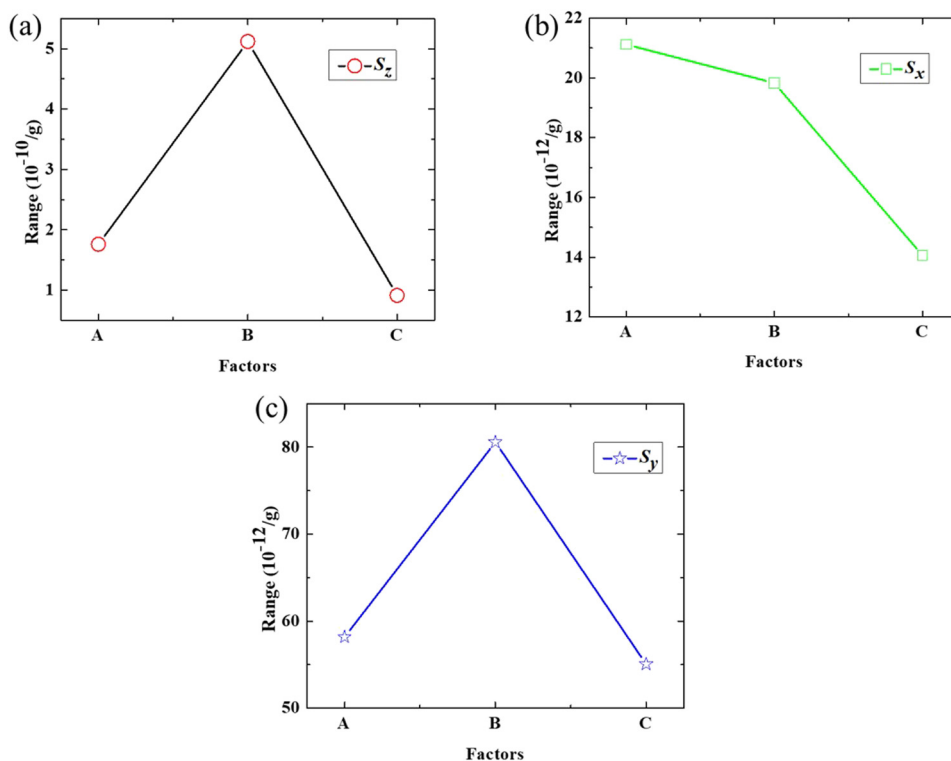 (a)
S_z
Range (10^-10/g)
5
4
3
2
1
A B C
Factors
(b)
S_x
Range (10^-12/g)
22
20
18
16
14
12
A B C
Factors
(c)
S_y
Range (10^-12/g)
80
70
60
50
A B C
Factors